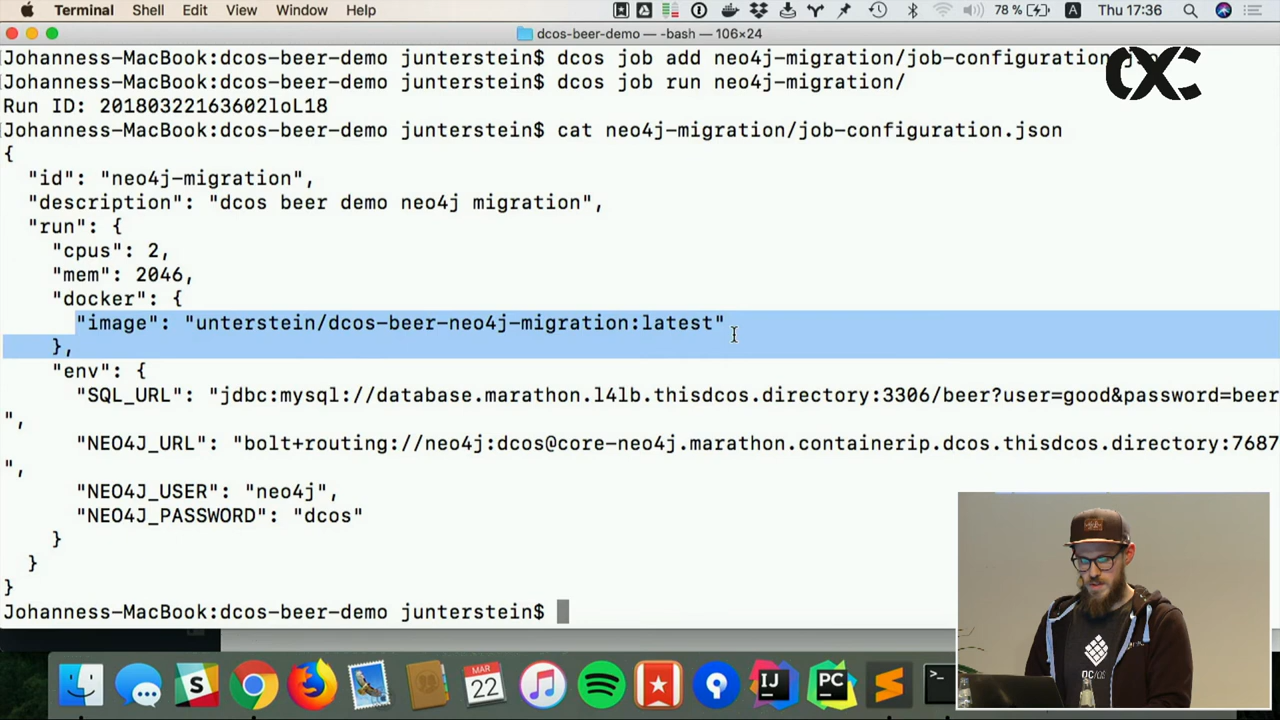 Terminal Shell Edit View Window Help 78 % A Thu 17:36
dcos-beer-demo — -bash — 106×24
Johanness-MacBook:dcos-beer-demo junterstein$ dcos job add neo4j-migration/job-configuration.json
Johanness-MacBook:dcos-beer-demo junterstein$ dcos job run neo4j-migration/
Run ID: 20180322163602loL18
Johanness-MacBook:dcos-beer-demo junterstein$ cat neo4j-migration/job-configuration.json
{
"id": "neo4j-migration",
"description": "dcos beer demo neo4j migration",
"run": {
"cpus": 2,
"mem": 2046,
"docker": {
"image": "unterstein/dcos-beer-neo4j-migration:latest"
},
"env": {
"SQL_URL": "jdbc:mysql://database.marathon.l4lb.thisdcos.directory:3306/beer?user=good&password=beer
",
"NEO4J_URL": "bolt+routing://neo4j:dcos@core-neo4j.marathon.containerip.dcos.thisdcos.directory:7687
",
"NEO4J_USER": "neo4j",
"NEO4J_PASSWORD": "dcos"
}
}
}
Johanness-MacBook:dcos-beer-demo junterstein$
MAR
22
IJ
PC
>_
DC/OS